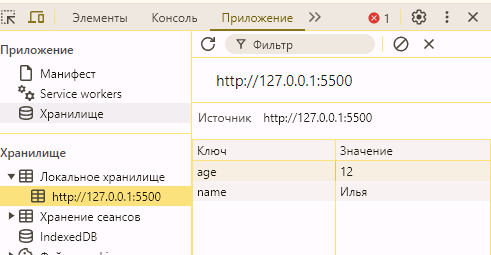 Элементы Консоль Приложение 1
Приложение
Фильтр
Манифест
Service workers
Хранилище
http://127.0.0.1:5500
Источник http://127.0.0.1:5500
Хранилище
Ключ Значение
Локальное хранилище
age 12
http://127.0.0.1:5500
name Илья
Хранение сеансов
IndexedDB